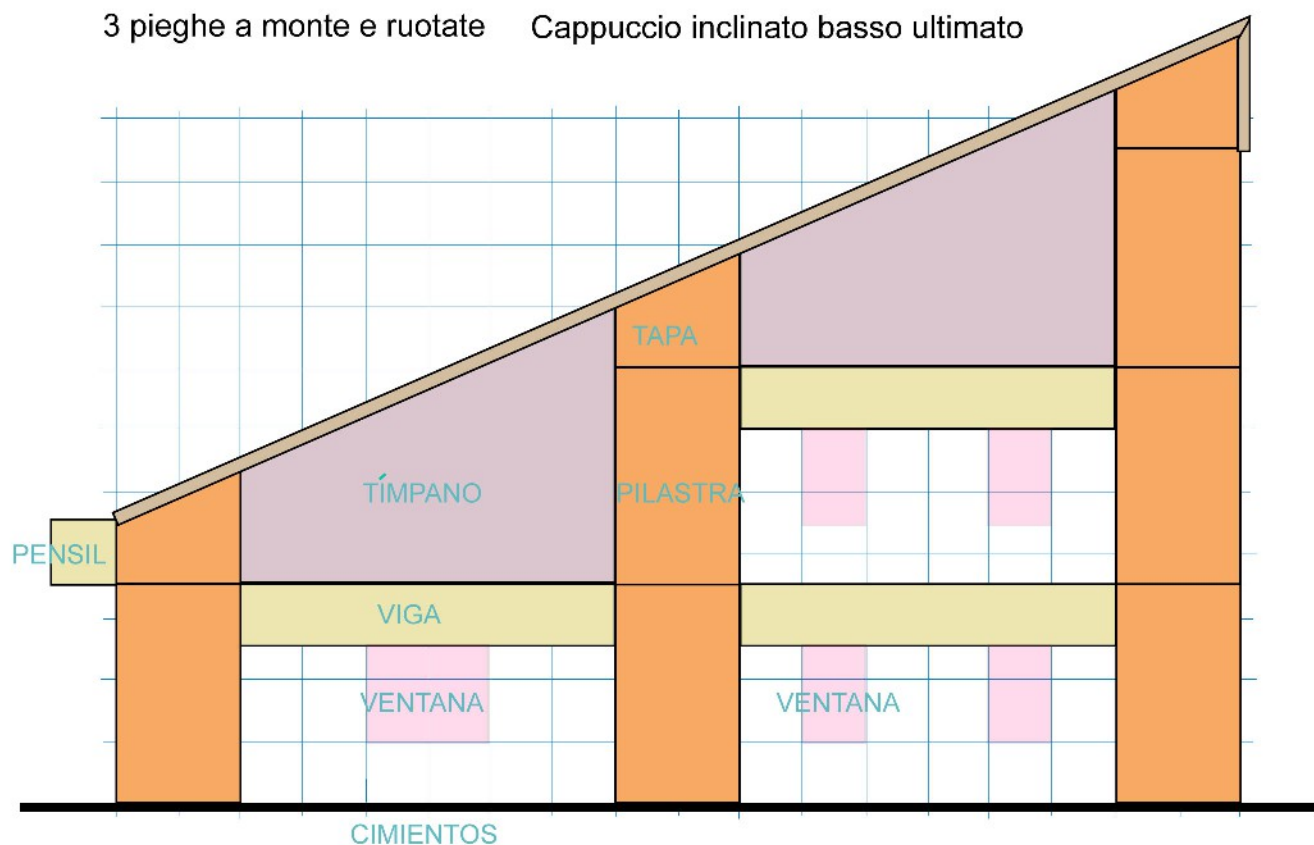 3 pieghe a monte e ruotate Cappuccio inclinato basso ultimato
TAPA
TÍMPANO PILASTRA
PENSIL
VIGA
VENTANA VENTANA
CIMIENTOS